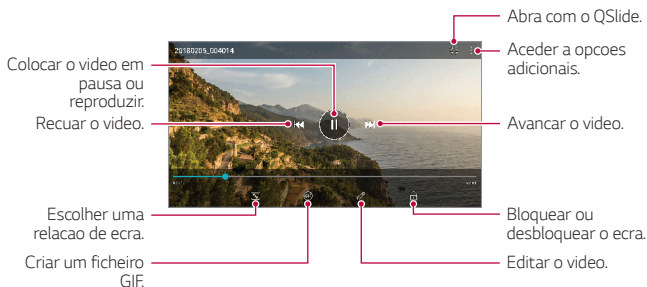 Abra com o QSlide.
Aceder a opcoes
adicionais.
20180205_004014
Colocar o video em
pausa ou
reproduzir.
Recuar o video.
Avancar o video.
Escolher uma
relacao de ecra.
Criar um ficheiro
GIF.
Bloquear ou
desbloquear o ecra.
Editar o video.